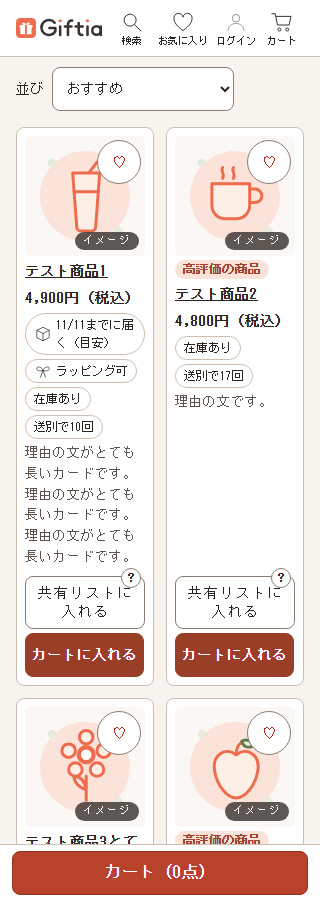 Giftia
検索
お気に入り
ログイン
カート
並び
おすすめ
イメージ
テスト商品1
4,900円（税込）
11/11までに届
く（目安）
ラッピング可
在庫あり
送別で10回
理由の文がとても
長いカードです。
理由の文がとても
長いカードです。
理由の文がとても
長いカードです。
?
共有リストに
入れる
カートに入れる
イメージ
高評価の商品
テスト商品2
4,800円（税込）
在庫あり
送別で17回
理由の文です。
?
共有リストに
入れる
カートに入れる
イメージ
テスト商品3とて
イメージ
高評価の商品
カート（0点）